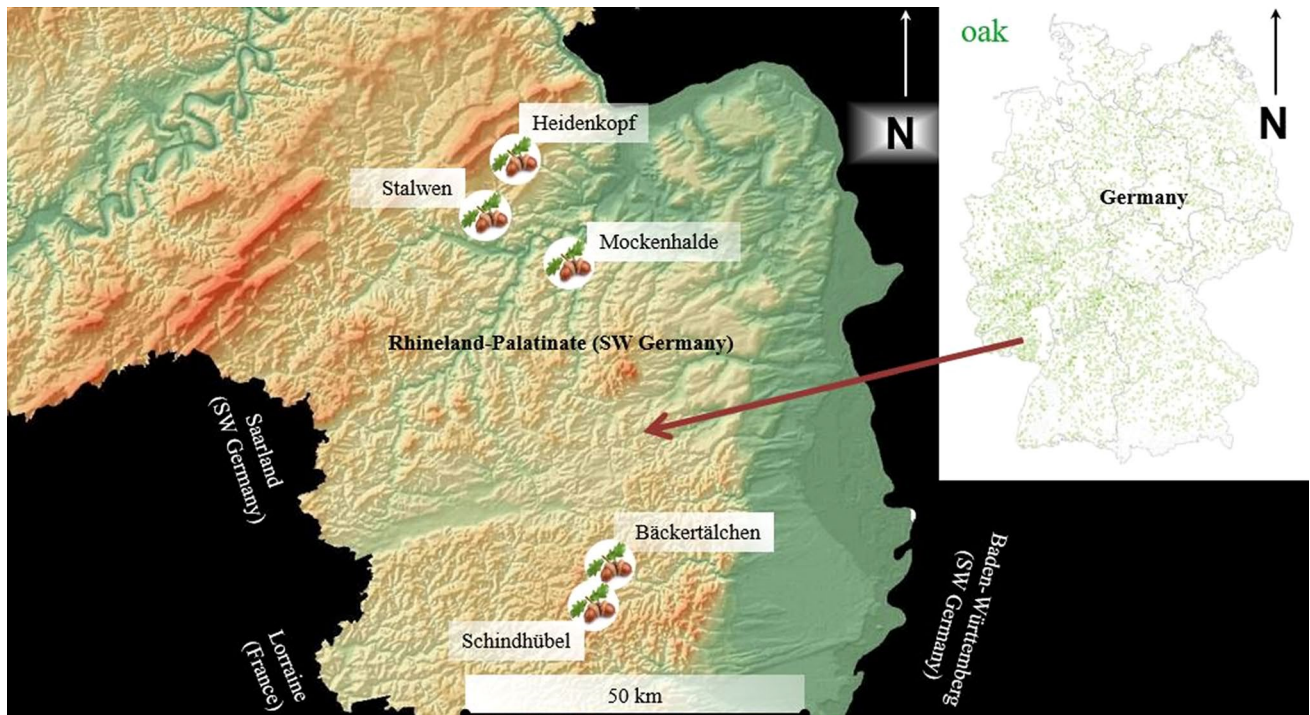 Heidenkopf
Stalwen
Mockenhalde
Rhineland-Palatinate (SW Germany)
Saarland
(SW Germany)
Bäckertälchen
Schindhübel
Lorraine
(France)
50 km
N
oak
N
Germany
Baden-Württemberg
(SW Germany)